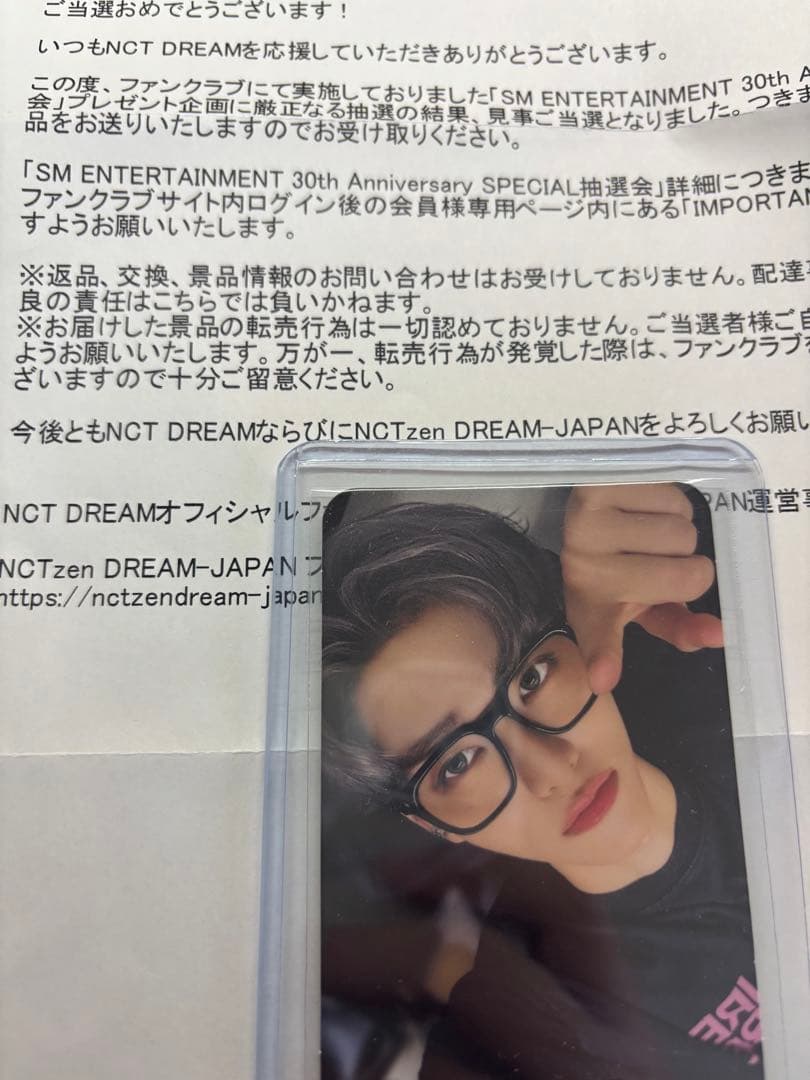 ご当選おめでとうございます！
いつもNCT DREAMを応援していただきありがとうございます。
この度、ファンクラブにて実施しておりました「SM ENTERTAINMENT 30th A
会」プレゼント企画に厳正なる抽選の結果、見事ご当選となりました。つきま
品をお送りいたしますのでお受け取りください。
「SM ENTERTAINMENT 30th Anniversary SPECIAL抽選会」詳細につきま
ファンクラブサイト内ログイン後の会員様専用ページ内にある「IMPORTAN
すようお願いいたします。
※返品、交換、景品情報のお問い合わせはお受けしておりません。配達
良の責任はこちらでは負いかねます。
※お届けした景品の転売行為は一切認めておりません。ご当選者様ご自
ようお願いいたします。万が一、転売行為が発覚した際は、ファンクラブ
ざいますので十分ご留意ください。
今後ともNCT DREAMならびにNCTzen DREAM-JAPANをよろしくお願い
NCT DREAMオフィシャルファ PAN運営事
NCTzen DREAM-JAPAN フ
https://nctzendream-japan